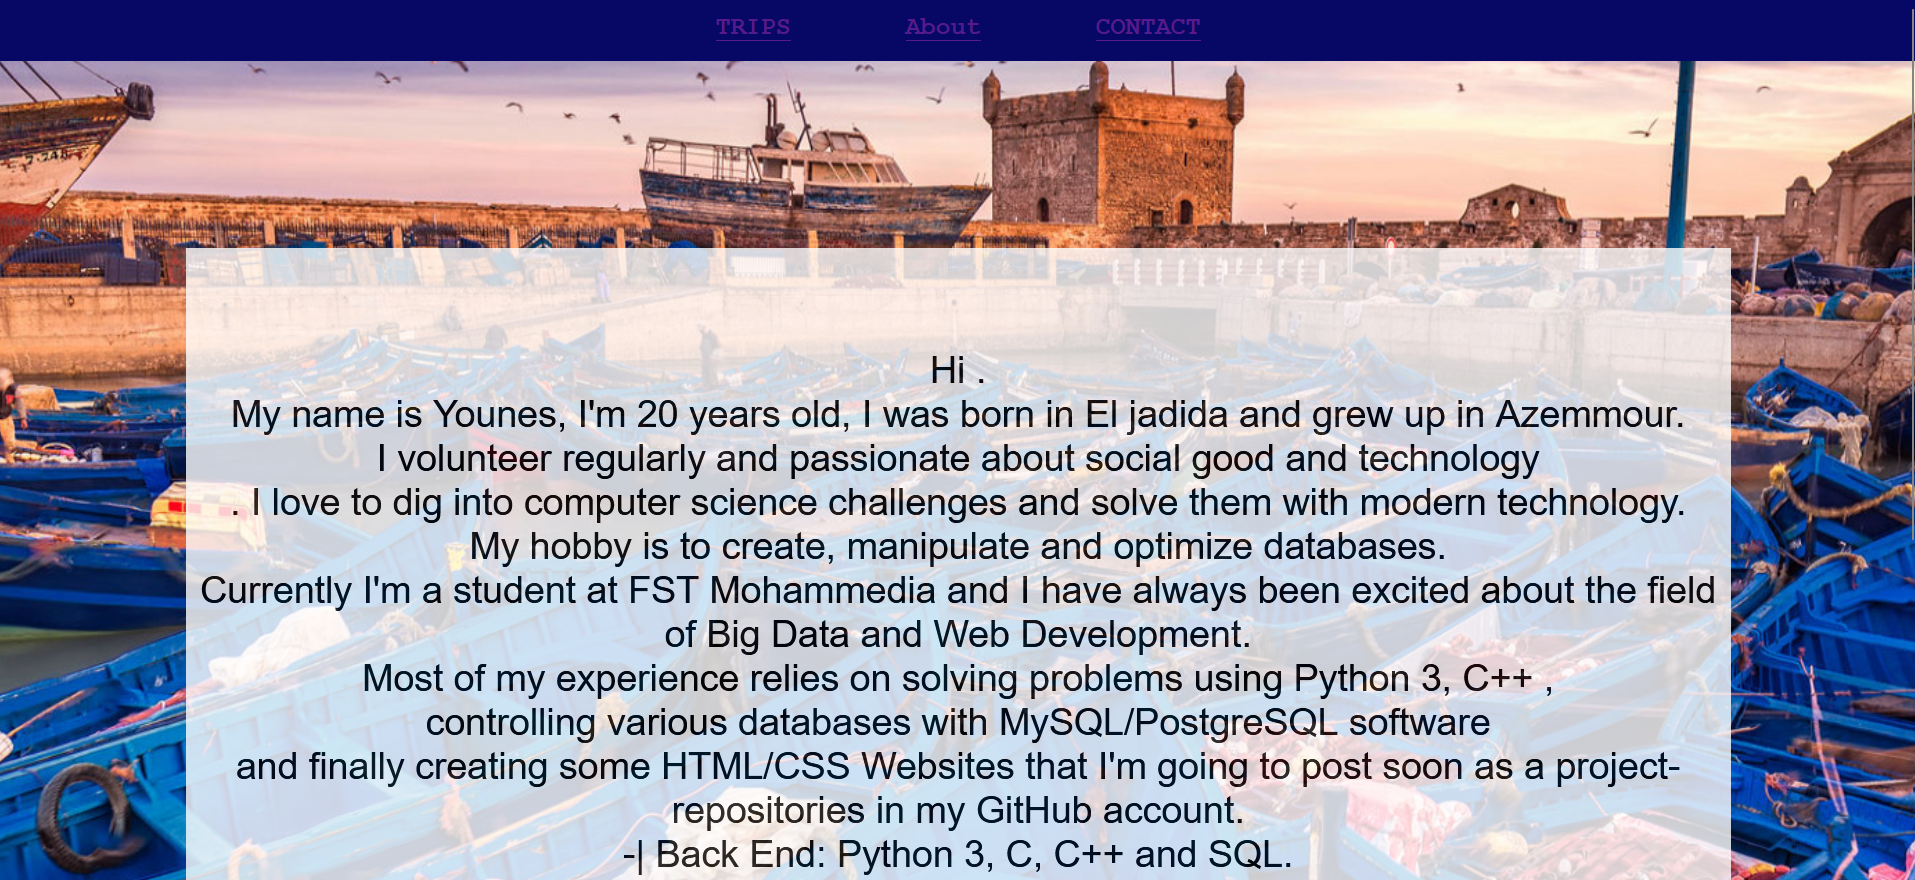 TRIPS About CONTACT
Hi .
My name is Younes, I'm 20 years old, I was born in El jadida and grew up in Azemmour.
I volunteer regularly and passionate about social good and technology
. I love to dig into computer science challenges and solve them with modern technology.
My hobby is to create, manipulate and optimize databases.
Currently I'm a student at FST Mohammedia and I have always been excited about the field
of Big Data and Web Development.
Most of my experience relies on solving problems using Python 3, C++ ,
controlling various databases with MySQL/PostgreSQL software
and finally creating some HTML/CSS Websites that I'm going to post soon as a project-
repositories in my GitHub account.
-| Back End: Python 3, C, C++ and SQL.